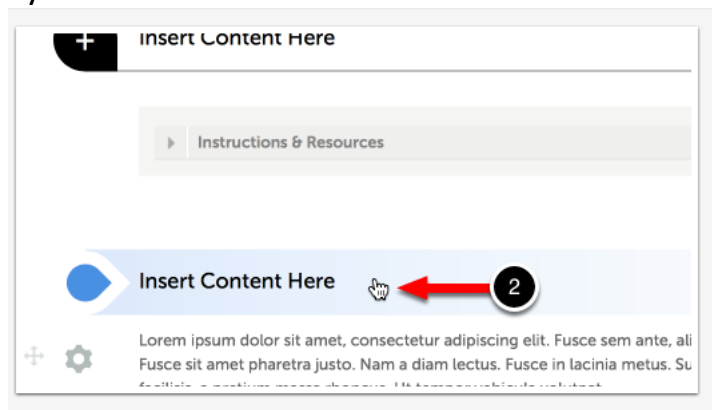 Insert Content Here
Instructions & Resources
Insert Content Here
2
Lorem ipsum dolor sit amet, consectetur adipiscing elit. Fusce sem ante, ali
Fusce sit amet pharetra justo. Nam a diam lectus. Fusce in lacinia metus. Su